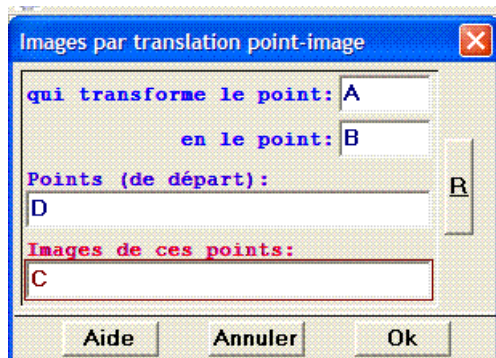 Images par translation point-image
qui transforme le point: A
en le point: B
Points (de départ):
D
R
Images de ces points:
C
Aide Annuler Ok